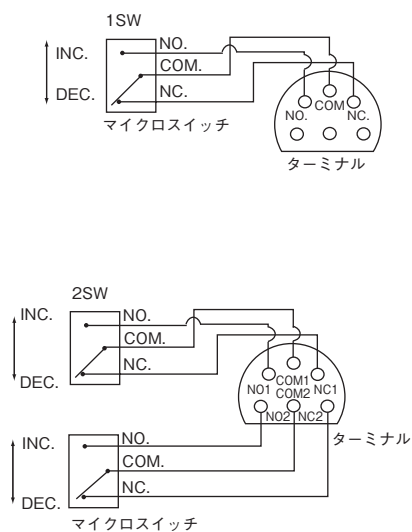 1SW
INC.
NO.
COM.
DEC.
NC.
マイクロスイッチ
NO.
COM
NC.
ターミナル
2SW
INC.
NO.
COM.
NC.
DEC.
NO1
COM1
NC1
COM2
NO2
NC2
ターミナル
INC.
NO.
COM.
NC.
DEC.
マイクロスイッチ